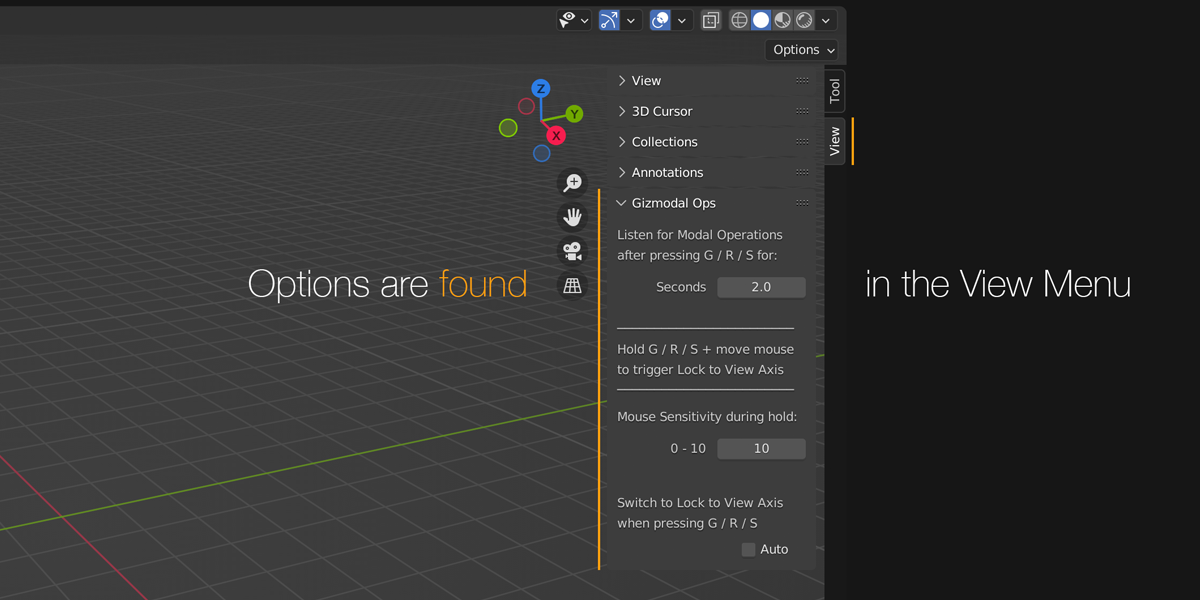 Options
View
3D Cursor
Collections
Annotations
Gizmodal Ops
Listen for Modal Operations
after pressing G / R / S for:
Seconds 2.0
Hold G / R / S + move mouse
to trigger Lock to View Axis
Mouse Sensitivity during hold:
0 - 10 10
Switch to Lock to View Axis
when pressing G / R / S
Auto
Tool
View
Z
Y
X
Options are found
in the View Menu